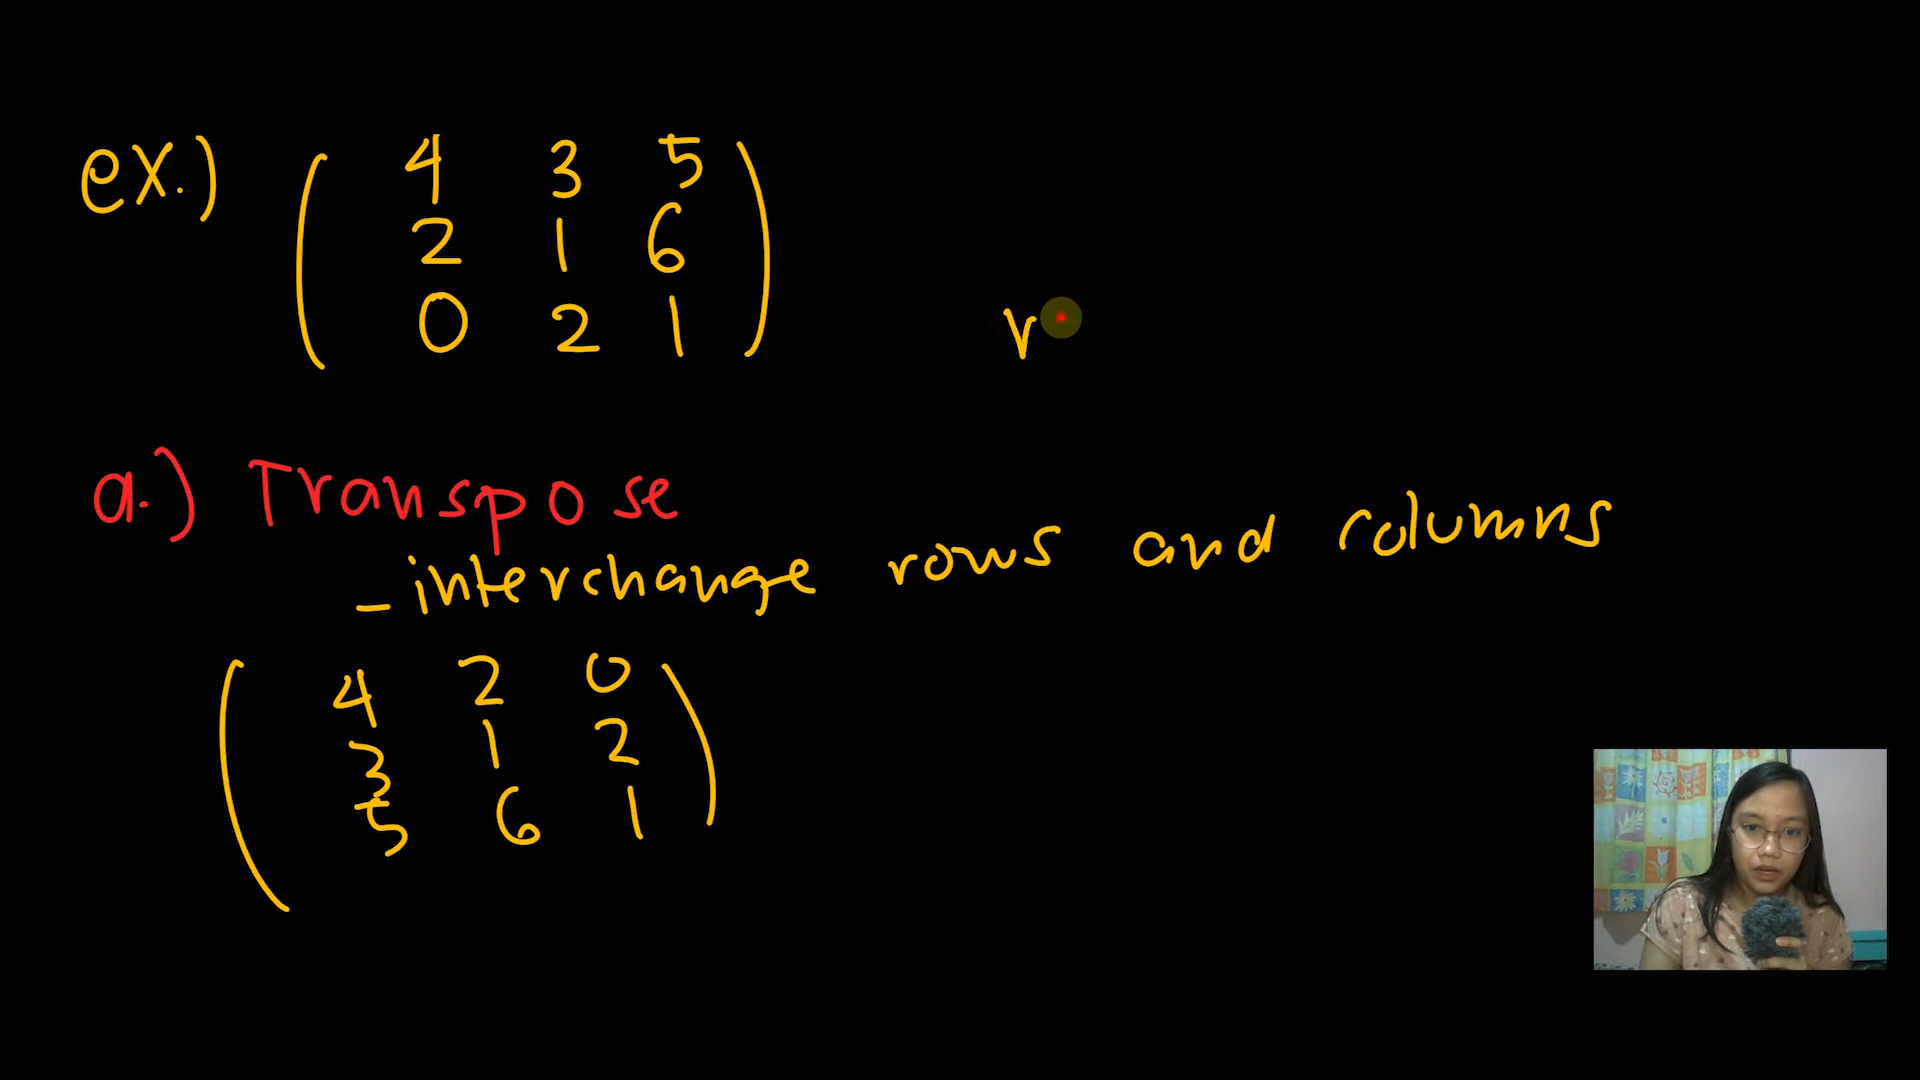 ex.) ( 4 3 5
2 1 6
0 2 1 )
r
a.) Transpose
- interchange rows and columns
( 4 2 0
3 1 2
5 6 1 )